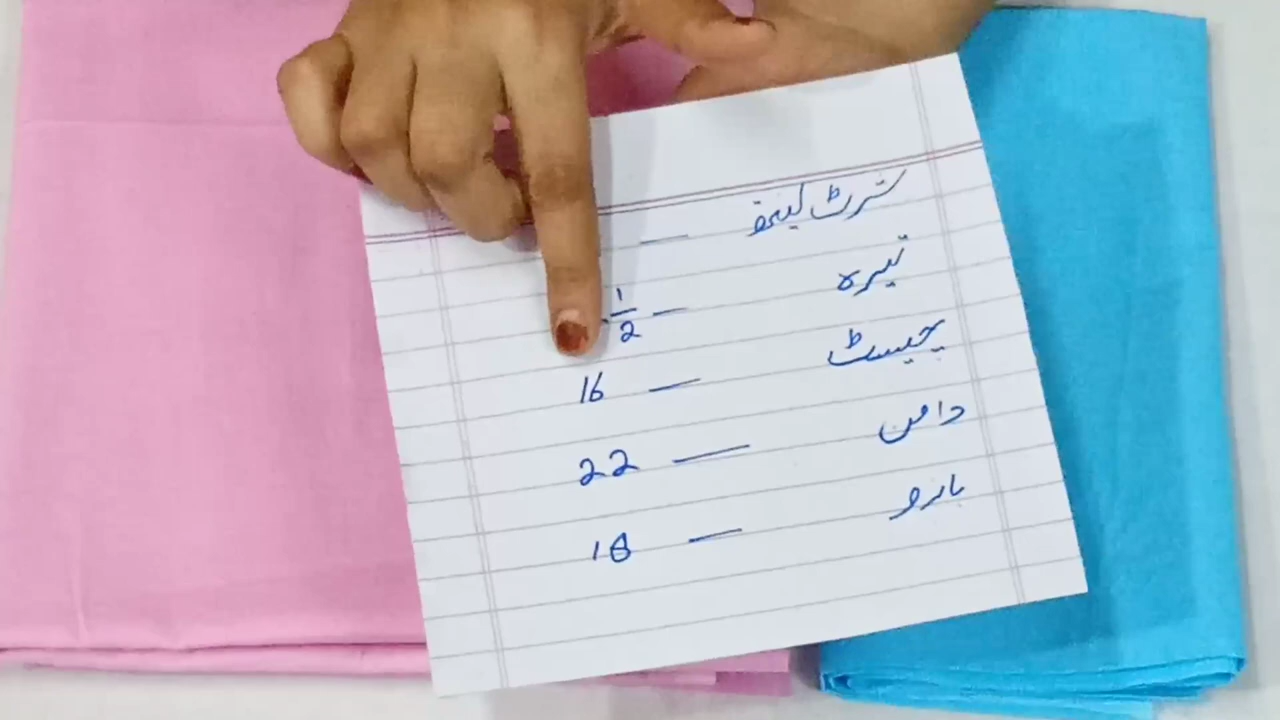 شرٹ لینتھ —
تیرہ — 1/2
چیسٹ — 16
دامن — 22
بازو — 18